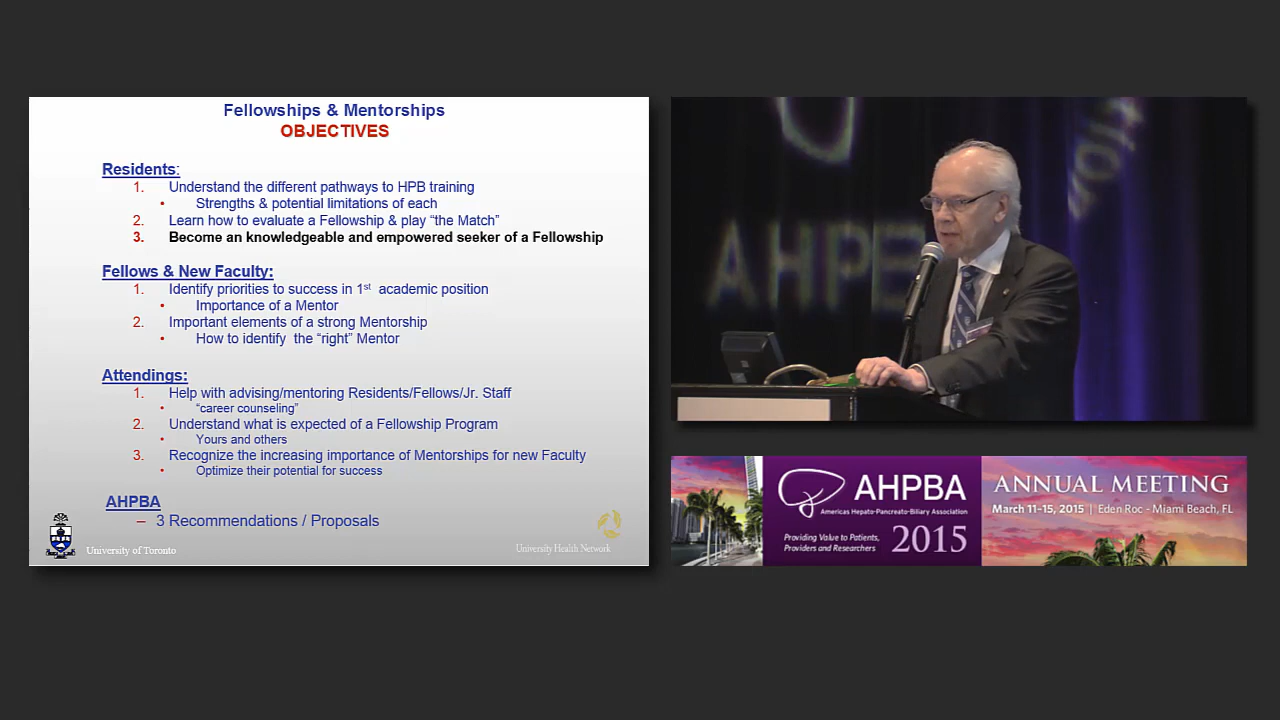 Fellowships & Mentorships
OBJECTIVES
Residents:
1. Understand the different pathways to HPB training
• Strengths & potential limitations of each
2. Learn how to evaluate a Fellowship & play “the Match”
3. Become an knowledgeable and empowered seeker of a Fellowship
Fellows & New Faculty:
1. Identify priorities to success in 1st academic position
• Importance of a Mentor
2. Important elements of a strong Mentorship
• How to identify the “right” Mentor
Attendings:
1. Help with advising/mentoring Residents/Fellows/Jr. Staff
• “career counseling”
2. Understand what is expected of a Fellowship Program
• Yours and others
3. Recognize the increasing importance of Mentorships for new Faculty
• Optimize their potential for success
AHPBA
– 3 Recommendations / Proposals
University of Toronto
University Health Network
AHPB
AHPBA
Americas Hepato-Pancreato-Biliary Association
2015
Providing Value to Patients,
Providers and Researchers
ANNUAL MEETING
March 11-15, 2015 | Eden Roc - Miami Beach, FL